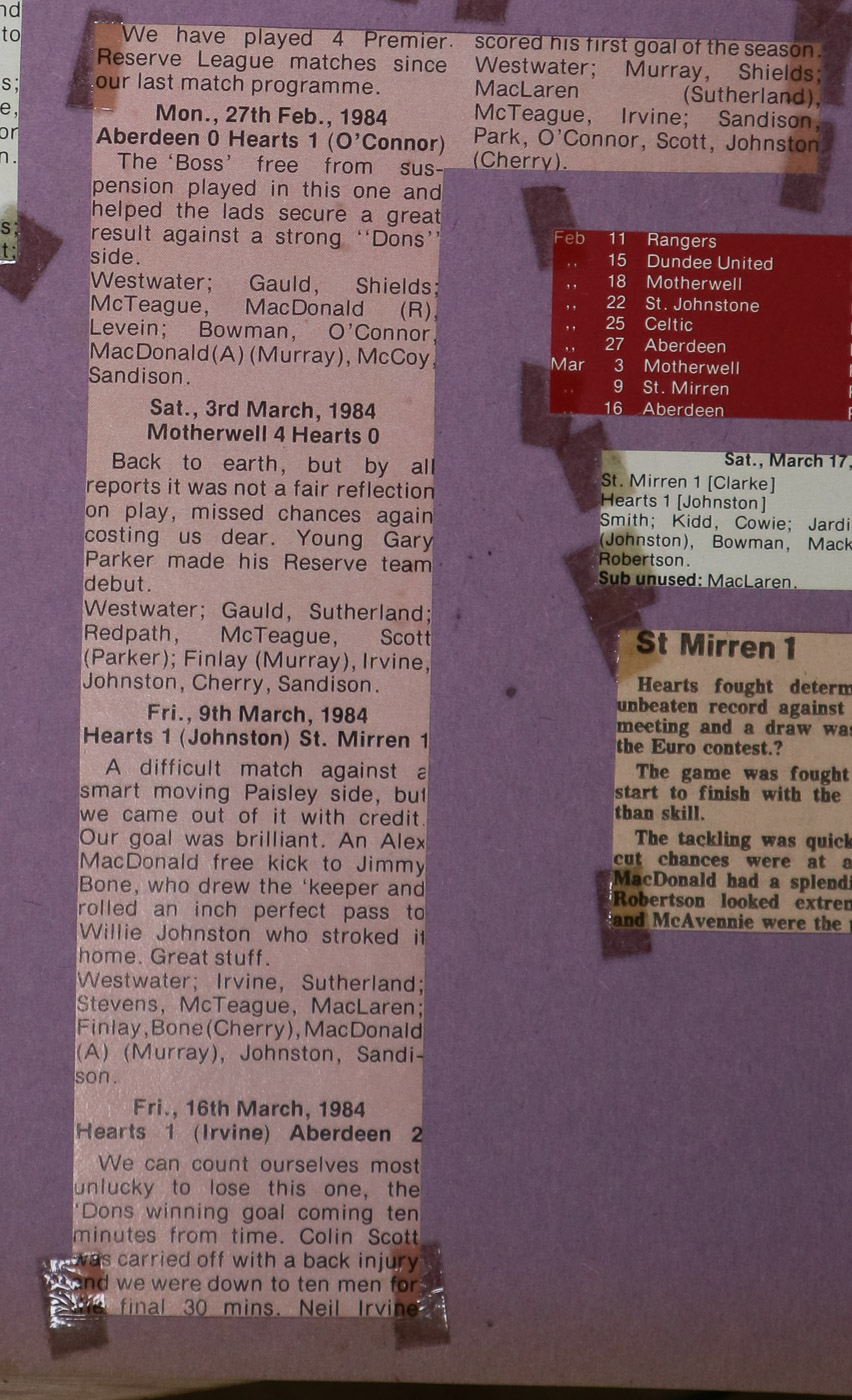 nd
to
s;
e,
or
n.
s;
t;
We have played 4 Premier
Reserve League matches since
our last match programme.
Mon., 27th Feb., 1984
Aberdeen 0 Hearts 1 (O'Connor)
The 'Boss' free from sus-
pension played in this one and
helped the lads secure a great
result against a strong "Dons"
side.
Westwater; Gauld, Shields;
McTeague, MacDonald (R),
Levein; Bowman, O'Connor,
MacDonald(A) (Murray), McCoy,
Sandison.
Sat., 3rd March, 1984
Motherwell 4 Hearts 0
Back to earth, but by all
reports it was not a fair reflection
on play, missed chances again
costing us dear. Young Gary
Parker made his Reserve team
debut.
Westwater; Gauld, Sutherland;
Redpath, McTeague, Scott
(Parker); Finlay (Murray), Irvine,
Johnston, Cherry, Sandison.
Fri., 9th March, 1984
Hearts 1 (Johnston) St. Mirren 1
A difficult match against a
smart moving Paisley side, but
we came out of it with credit.
Our goal was brilliant. An Alex
MacDonald free kick to Jimmy
Bone, who drew the 'keeper and
rolled an inch perfect pass to
Willie Johnston who stroked it
home. Great stuff.
Westwater; Irvine, Sutherland;
Stevens, McTeague, MacLaren;
Finlay, Bone (Cherry), MacDonald
(A) (Murray), Johnston, Sandi-
son.
Fri., 16th March, 1984
Hearts 1 (Irvine) Aberdeen 2
We can count ourselves most
unlucky to lose this one, the
'Dons winning goal coming ten
minutes from time. Colin Scott
was carried off with a back injury
and we were down to ten men for
the final 30 mins. Neil Irvine
scored his first goal of the season.
Westwater; Murray, Shields;
MacLaren (Sutherland),
McTeague, Irvine; Sandison,
Park, O'Connor, Scott, Johnston
(Cherry).
Feb 11 Rangers
,, 15 Dundee United
,, 18 Motherwell
,, 22 St. Johnstone
,, 25 Celtic
,, 27 Aberdeen
Mar 3 Motherwell
,, 9 St. Mirren
,, 16 Aberdeen
Sat., March 17,
St. Mirren 1 [Clarke]
Hearts 1 [Johnston]
Smith; Kidd, Cowie; Jardi
(Johnston), Bowman, Mack
Robertson.
Sub unused: MacLaren.
St Mirren 1
Hearts fought determ
unbeaten record against
meeting and a draw was
the Euro contest.?
The game was fought
start to finish with the
than skill.
The tackling was quick
cut chances were at a
MacDonald had a splendi
Robertson looked extrem
and McAvennie were the